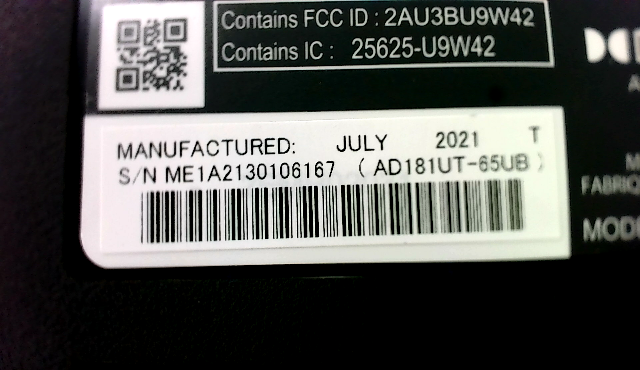 Contains FCC ID : 2AU3BU9W42
Contains IC : 25625-U9W42
MANUFACTURED: JULY 2021 T
S/N ME1A2130106167 ( AD181UT-65UB )